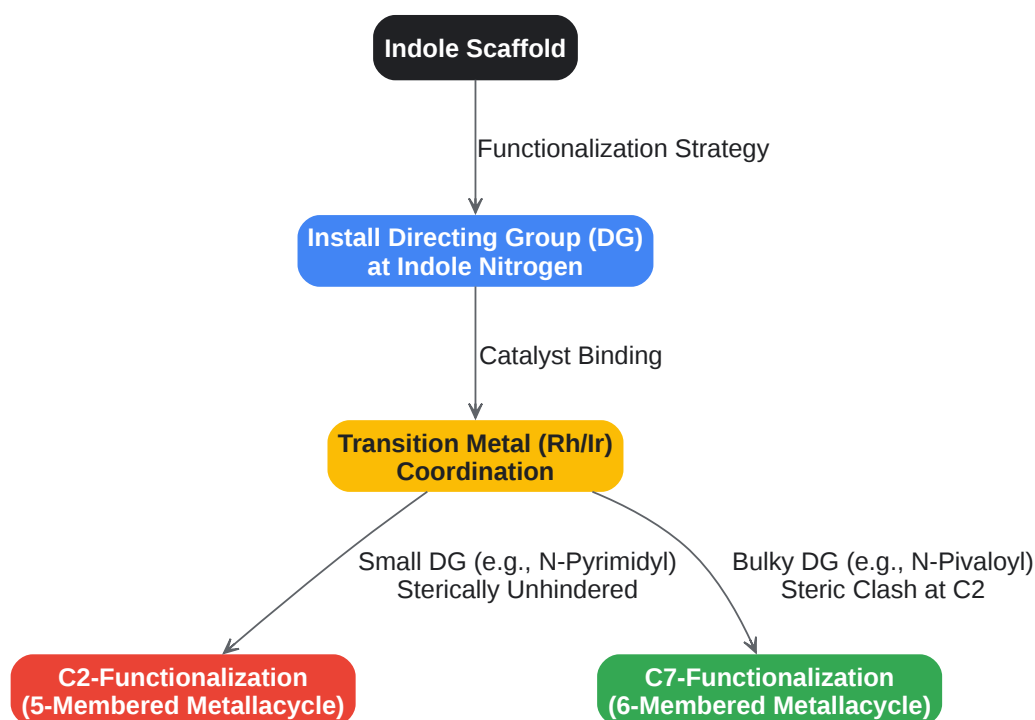 Indole Scaffold
Functionalization Strategy
Install Directing Group (DG)
at Indole Nitrogen
Catalyst Binding
Transition Metal (Rh/Ir)
Coordination
Small DG (e.g., N-Pyrimidyl)
Sterically Unhindered
Bulky DG (e.g., N-Pivaloyl)
Steric Clash at C2
C2-Functionalization
(5-Membered Metallacycle)
C7-Functionalization
(6-Membered Metallacycle)